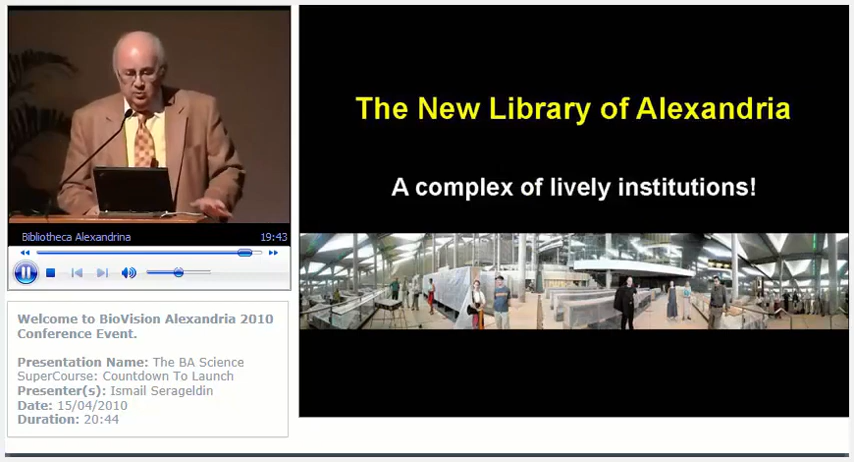 The New Library of Alexandria
A complex of lively institutions!
Bibliotheca Alexandrina 19:43
Welcome to BioVision Alexandria 2010
Conference Event.
Presentation Name: The BA Science
SuperCourse: Countdown To Launch
Presenter(s): Ismail Serageldin
Date: 15/04/2010
Duration: 20:44